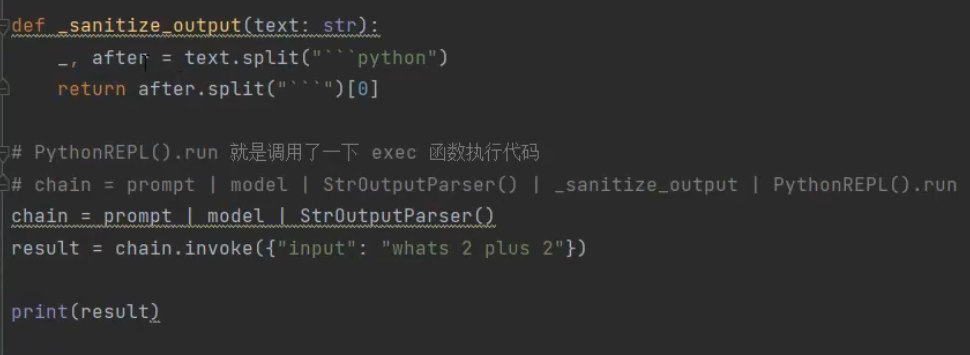 def _sanitize_output(text: str):
    _, after = text.split("```python")
    return after.split("```")[0]
# PythonREPL().run 就是调用了一下 exec 函数执行代码
# chain = prompt | model | StrOutputParser() | _sanitize_output | PythonREPL().run
chain = prompt | model | StrOutputParser()
result = chain.invoke({"input": "whats 2 plus 2"})
print(result)